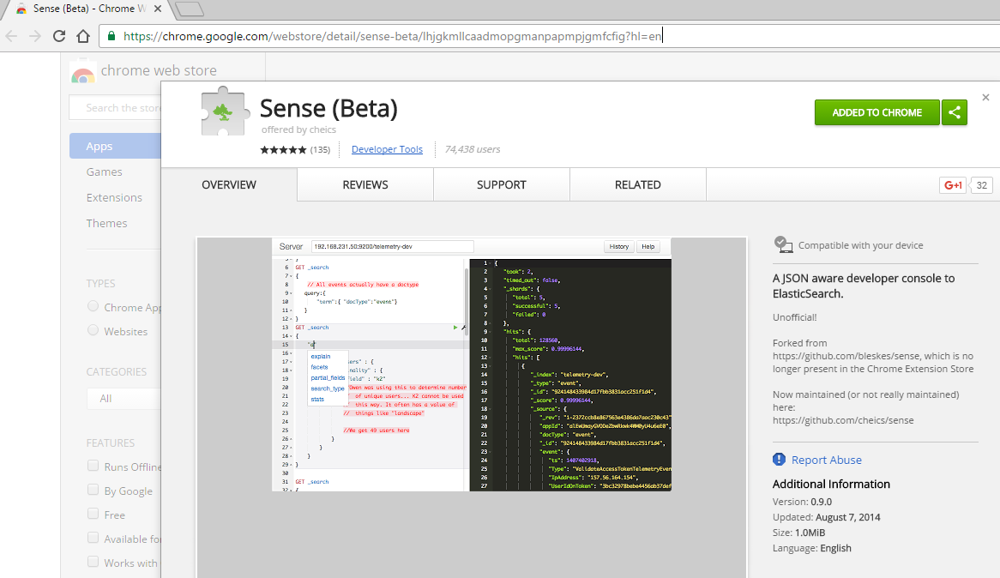 Sense (Beta) - Chrome W
https://chrome.google.com/webstore/detail/sense-beta/lhjgkmllcaadmopgmanpapmpjgmfcfig?hl=en
chrome web store
Search the store
Apps
Games
Extensions
Themes
TYPES
Chrome App
Websites
CATEGORIES
All
FEATURES
Runs Offline
By Google
Free
Available for
Works with
Sense (Beta)
offered by cheics
(135)
Developer Tools
74,438 users
ADDED TO CHROME
OVERVIEW
REVIEWS
SUPPORT
RELATED
G+1
32
Server
192.168.231.50:9200/telemetry-dev
History
Help
5
}
6 GET _search
7 {
8 // All events actually have a doctype
9 query:{
10 "term":{ "docType":"event"}
11 }
12 }
13 GET _search
14 {
15 "q
explain
facets
partial_fields
search_type
stats
16
17 ers" : {
18 inality" : {
19 ield" : "k2"
20 Owen was using this to determine number
21 of unique users... K2 cannot be used
22 // this way. It often has a value of
23 // things like "landscape"
24
25 //We get 49 users here
26 }
27 }
28 }
29 }
30
31 GET _search
32 {
1 {
2 "took": 2,
3 "timed_out": false,
4 "_shards": {
5 "total": 5,
6 "successful": 5,
7 "failed": 0
8 },
9 "hits": {
10 "total": 128560,
11 "max_score": 0.99996144,
12 "hits": [
13 {
14 "_index": "telemetry-dev",
15 "_type": "event",
16 "_id": "924148433984d17fbb3831acc251f1d4",
17 "_score": 0.99996144,
18 "_source": {
19 "_rev":
20 "appId":
21 "docType": "event",
22 "_id": "924148433984d17fbb3831acc251f1d4",
23 "event": {
24 "ts": 1407402918,
25 "Type": "ValidateAccessTokenTelemetryEven
26 "IpAddress": "157.56.164.154",
27 "UserIdOnToken":
Compatible with your device
A JSON aware developer console to
ElasticSearch.
Unofficial!
Forked from
https://github.com/bleskes/sense, which is no
longer present in the Chrome Extension Store
Now maintained (or not really maintained)
here:
https://github.com/cheics/sense
Report Abuse
Additional Information
Version: 0.9.0
Updated: August 7, 2014
Size: 1.0MiB
Language: English